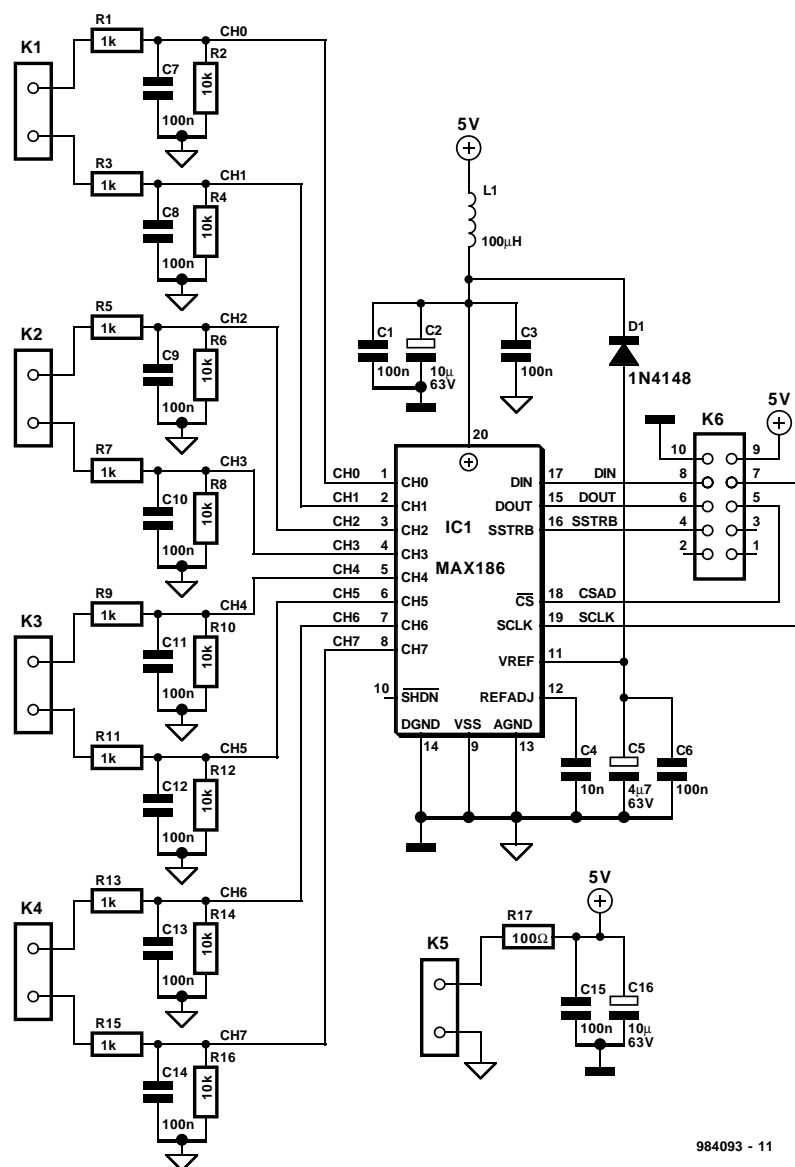 R1
CH0
K1
1k
R2
C7
10k
100n
R3
CH1
1k
R4
C8
10k
100n
5V
L1
100µH
R5
CH2
K2
1k
R6
C9
10k
100n
C1
100n
C2
10µ
63V
C3
100n
D1
1N4148
R7
CH3
1k
R8
C10
10k
100n
5V
K6
10 9
8 7
6 5
4 3
2 1
20
CH0 1 CH0 DIN 17 DIN
CH1 2 CH1 DOUT 15 DOUT
CH2 3 CH2 IC1 SSTRB 16 SSTRB
CH3 4 CH3
MAX186
CH4 5 CH4
CH5 6 CH5 CS 18 CSAD
CH6 7 CH6 SCLK 19 SCLK
CH7 8 CH7 VREF 11
10 SHDN REFADJ 12
DGND VSS AGND
14 9 13
R9
CH4
K3
1k
R10
C11
10k
100n
R11
CH5
1k
R12
C12
10k
100n
C4
10n
C5
4µ7
63V
C6
100n
R13
CH6
K4
1k
R14
C13
10k
100n
R15
CH7
1k
R16
C14
10k
100n
5V
K5
R17
100Ω
C15
100n
C16
10µ
63V
984093 - 11